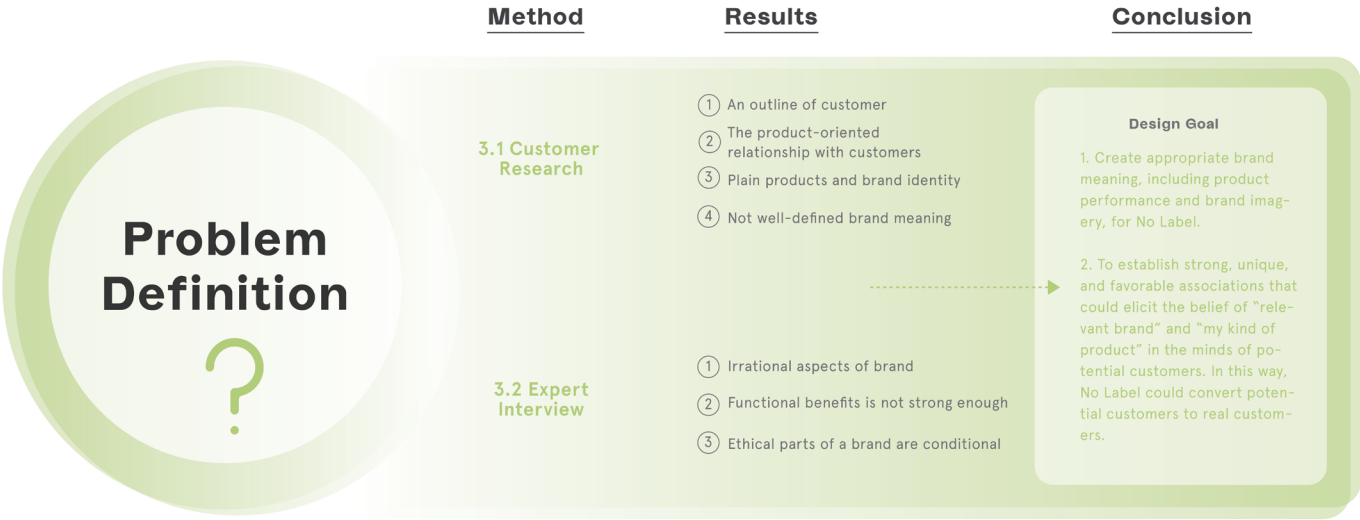 Method
Results
Conclusion
Problem
Definition
?
3.1 Customer
Research
1 An outline of customer
2 The product-oriented
relationship with customers
3 Plain products and brand identity
4 Not well-defined brand meaning
3.2 Expert
Interview
1 Irrational aspects of brand
2 Functional benefits is not strong enough
3 Ethical parts of a brand are conditional
Design Goal
1. Create appropriate brand
meaning, including product
performance and brand imag-
ery, for No Label.
2. To establish strong, unique,
and favorable associations that
could elicit the belief of “rele-
vant brand” and “my kind of
product” in the minds of po-
tential customers. In this way,
No Label could convert poten-
tial customers to real custom-
ers.